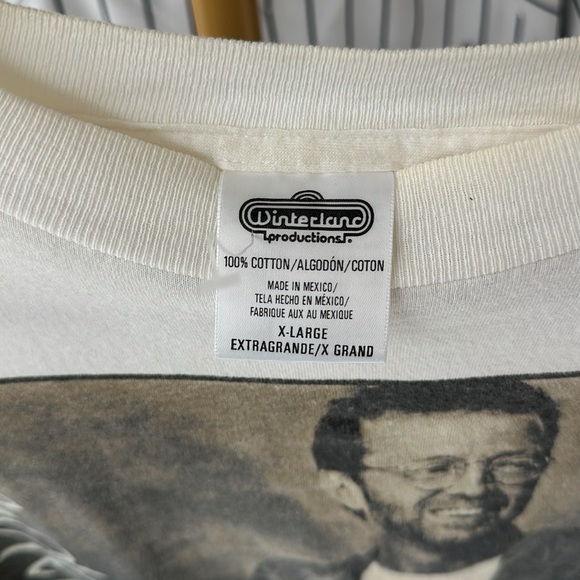 Winterland
productions.
100% COTTON/ALGODÓN/COTON
MADE IN MEXICO/
TELA HECHO EN MÉXICO/
FABRIQUE AUX AU MEXIQUE
X-LARGE
EXTRAGRANDE/X GRAND